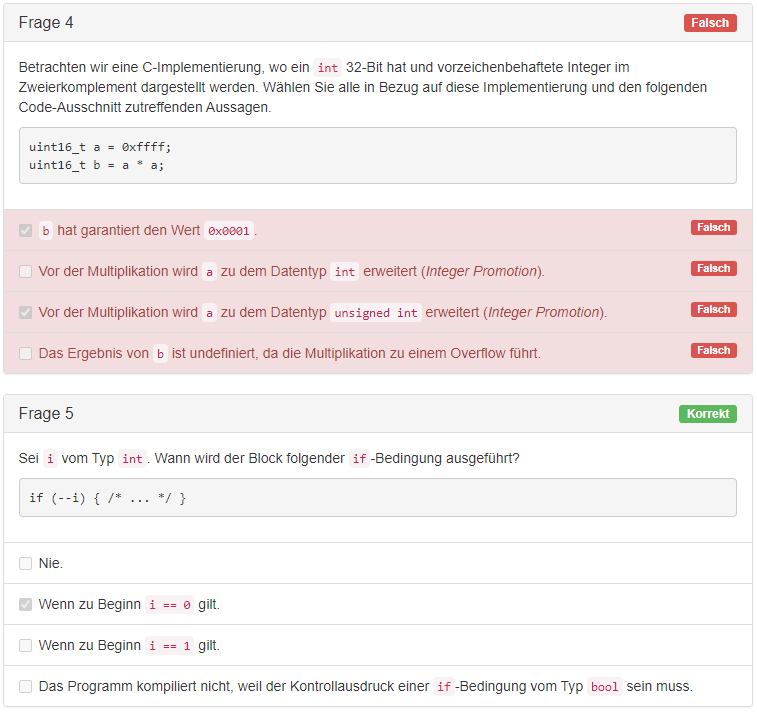 Frage 4 Falsch
Betrachten wir eine C-Implementierung, wo ein int 32-Bit hat und vorzeichenbehaftete Integer im
Zweierkomplement dargestellt werden. Wählen Sie alle in Bezug auf diese Implementierung und den folgenden
Code-Ausschnitt zutreffenden Aussagen.
uint16_t a = 0xffff;
uint16_t b = a * a;
b hat garantiert den Wert 0x0001. Falsch
Vor der Multiplikation wird a zu dem Datentyp int erweitert (Integer Promotion). Falsch
Vor der Multiplikation wird a zu dem Datentyp unsigned int erweitert (Integer Promotion). Falsch
Das Ergebnis von b ist undefiniert, da die Multiplikation zu einem Overflow führt. Falsch
Frage 5 Korrekt
Sei i vom Typ int. Wann wird der Block folgender if-Bedingung ausgeführt?
if (--i) { /* ... */ }
Nie.
Wenn zu Beginn i == 0 gilt.
Wenn zu Beginn i == 1 gilt.
Das Programm kompiliert nicht, weil der Kontrollausdruck einer if-Bedingung vom Typ bool sein muss.